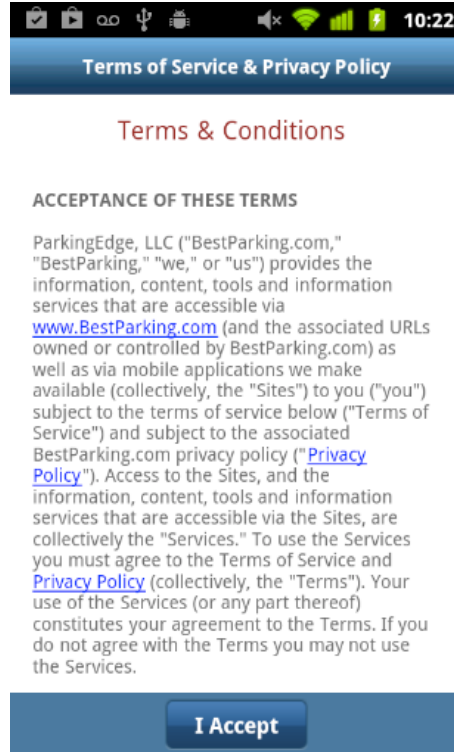 10:22
Terms of Service & Privacy Policy
Terms & Conditions
ACCEPTANCE OF THESE TERMS
ParkingEdge, LLC ("BestParking.com,"
"BestParking," "we," or "us") provides the
information, content, tools and information
services that are accessible via
www.BestParking.com (and the associated URLs
owned or controlled by BestParking.com) as
well as via mobile applications we make
available (collectively, the "Sites") to you ("you")
subject to the terms of service below ("Terms of
Service") and subject to the associated
BestParking.com privacy policy ("Privacy
Policy"). Access to the Sites, and the
information, content, tools and information
services that are accessible via the Sites, are
collectively the "Services." To use the Services
you must agree to the Terms of Service and
Privacy Policy (collectively, the "Terms"). Your
use of the Services (or any part thereof)
constitutes your agreement to the Terms. If you
do not agree with the Terms you may not use
the Services.
I Accept